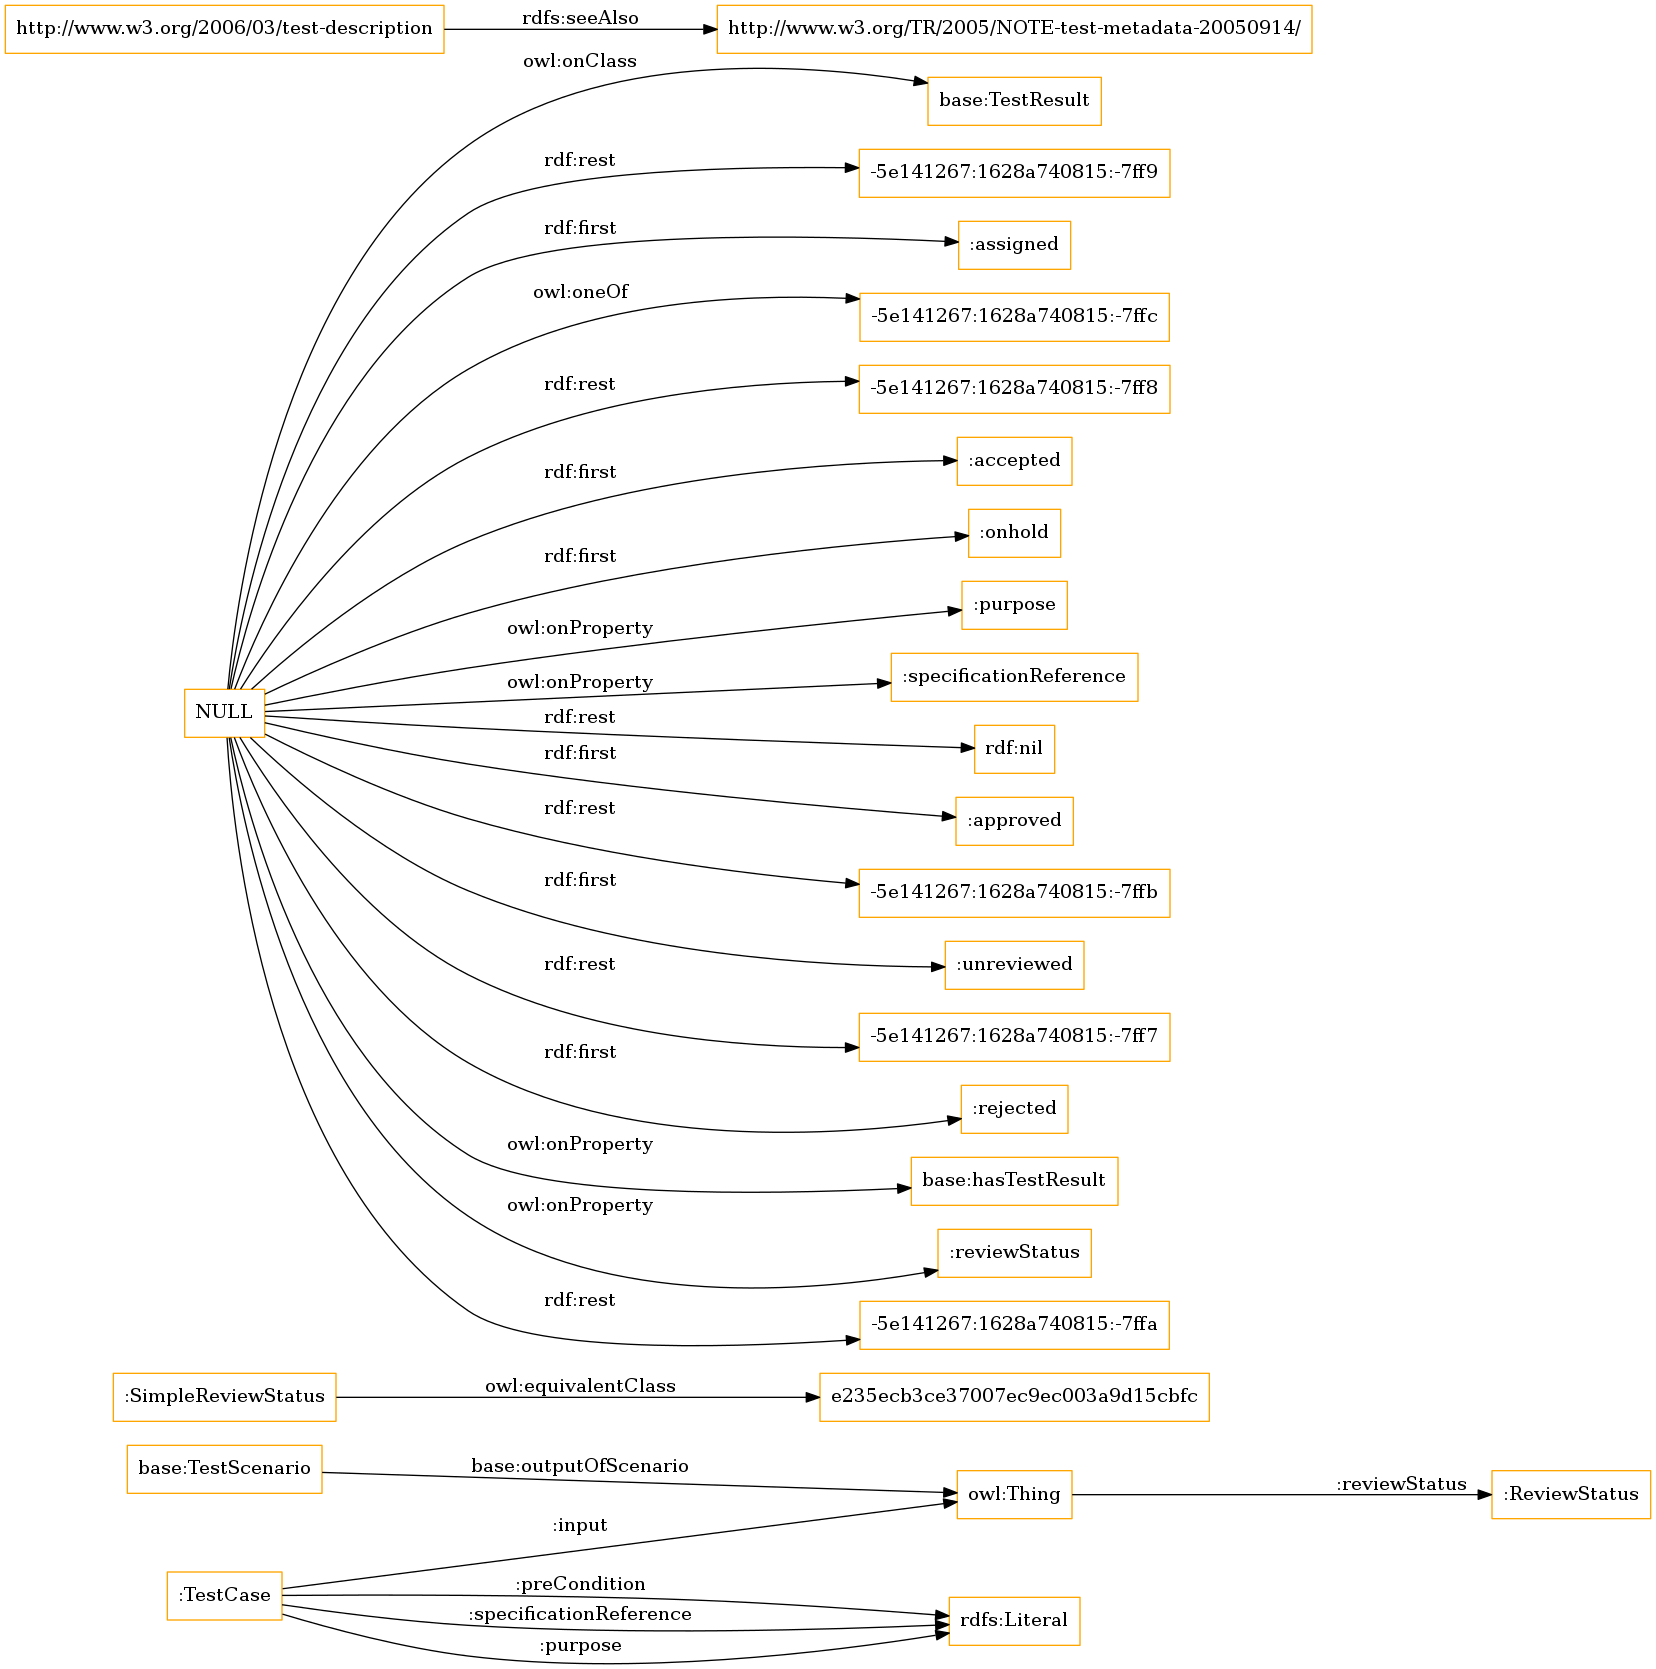 http://www.w3.org/2006/03/test-description
rdfs:seeAlso
http://www.w3.org/TR/2005/NOTE-test-metadata-20050914/
owl:onClass
base:TestResult
rdf:rest
-5e141267:1628a740815:-7ff9
rdf:first
:assigned
owl:oneOf
-5e141267:1628a740815:-7ffc
rdf:rest
-5e141267:1628a740815:-7ff8
rdf:first
:accepted
rdf:first
:onhold
owl:onProperty
:purpose
owl:onProperty
:specificationReference
NULL
rdf:rest
rdf:nil
rdf:first
:approved
rdf:rest
-5e141267:1628a740815:-7ffb
rdf:first
:unreviewed
rdf:rest
-5e141267:1628a740815:-7ff7
rdf:first
:rejected
owl:onProperty
base:hasTestResult
owl:onProperty
:reviewStatus
rdf:rest
-5e141267:1628a740815:-7ffa
:SimpleReviewStatus
owl:equivalentClass
e235ecb3ce37007ec9ec003a9d15cbfc
base:TestScenario
base:outputOfScenario
owl:Thing
:reviewStatus
:ReviewStatus
:input
:TestCase
:preCondition
:specificationReference
:purpose
rdfs:Literal